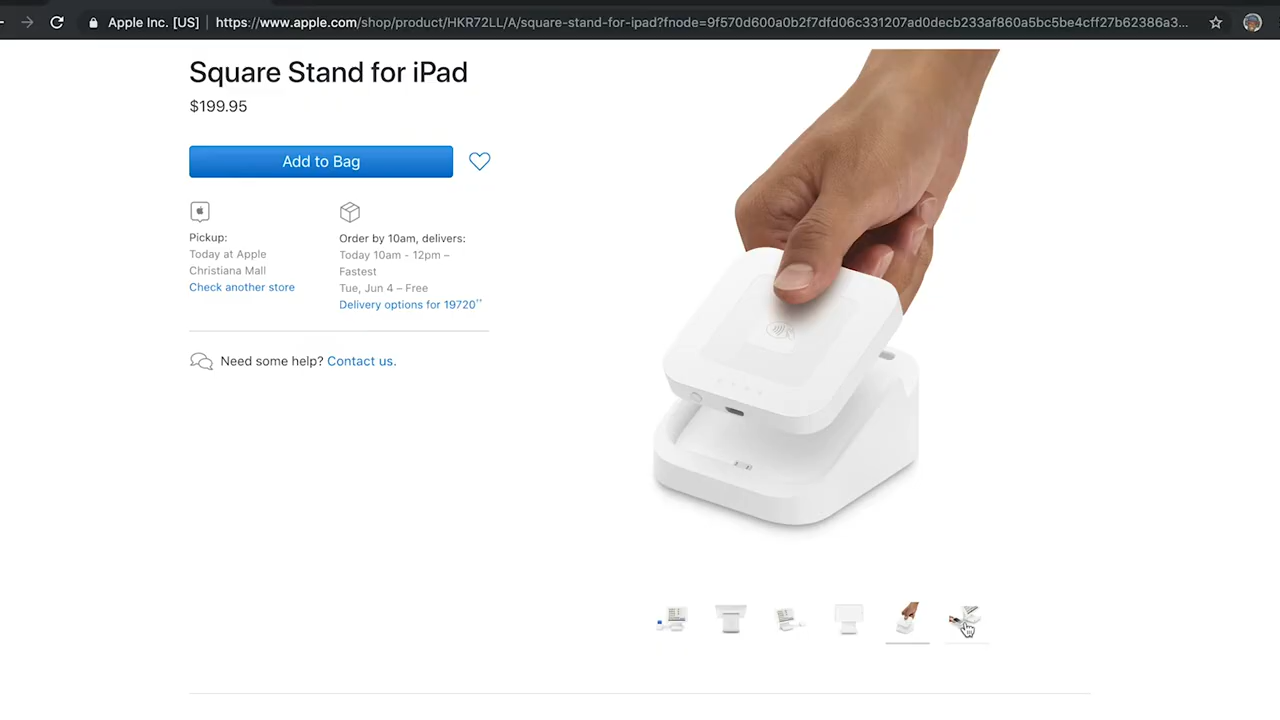 Apple Inc. [US] | https://www.apple.com/shop/product/HKR72LL/A/square-stand-for-ipad?fnode=9f570d600a0b2f7dfd06c331207ad0decb233af860a5bc5be4cff27b62386a3...
Square Stand for iPad
$199.95
Add to Bag
Pickup:
Today at Apple
Christiana Mall
Check another store
Order by 10am, delivers:
Today 10am - 12pm –
Fastest
Tue, Jun 4 – Free
Delivery options for 19720
Need some help? Contact us.